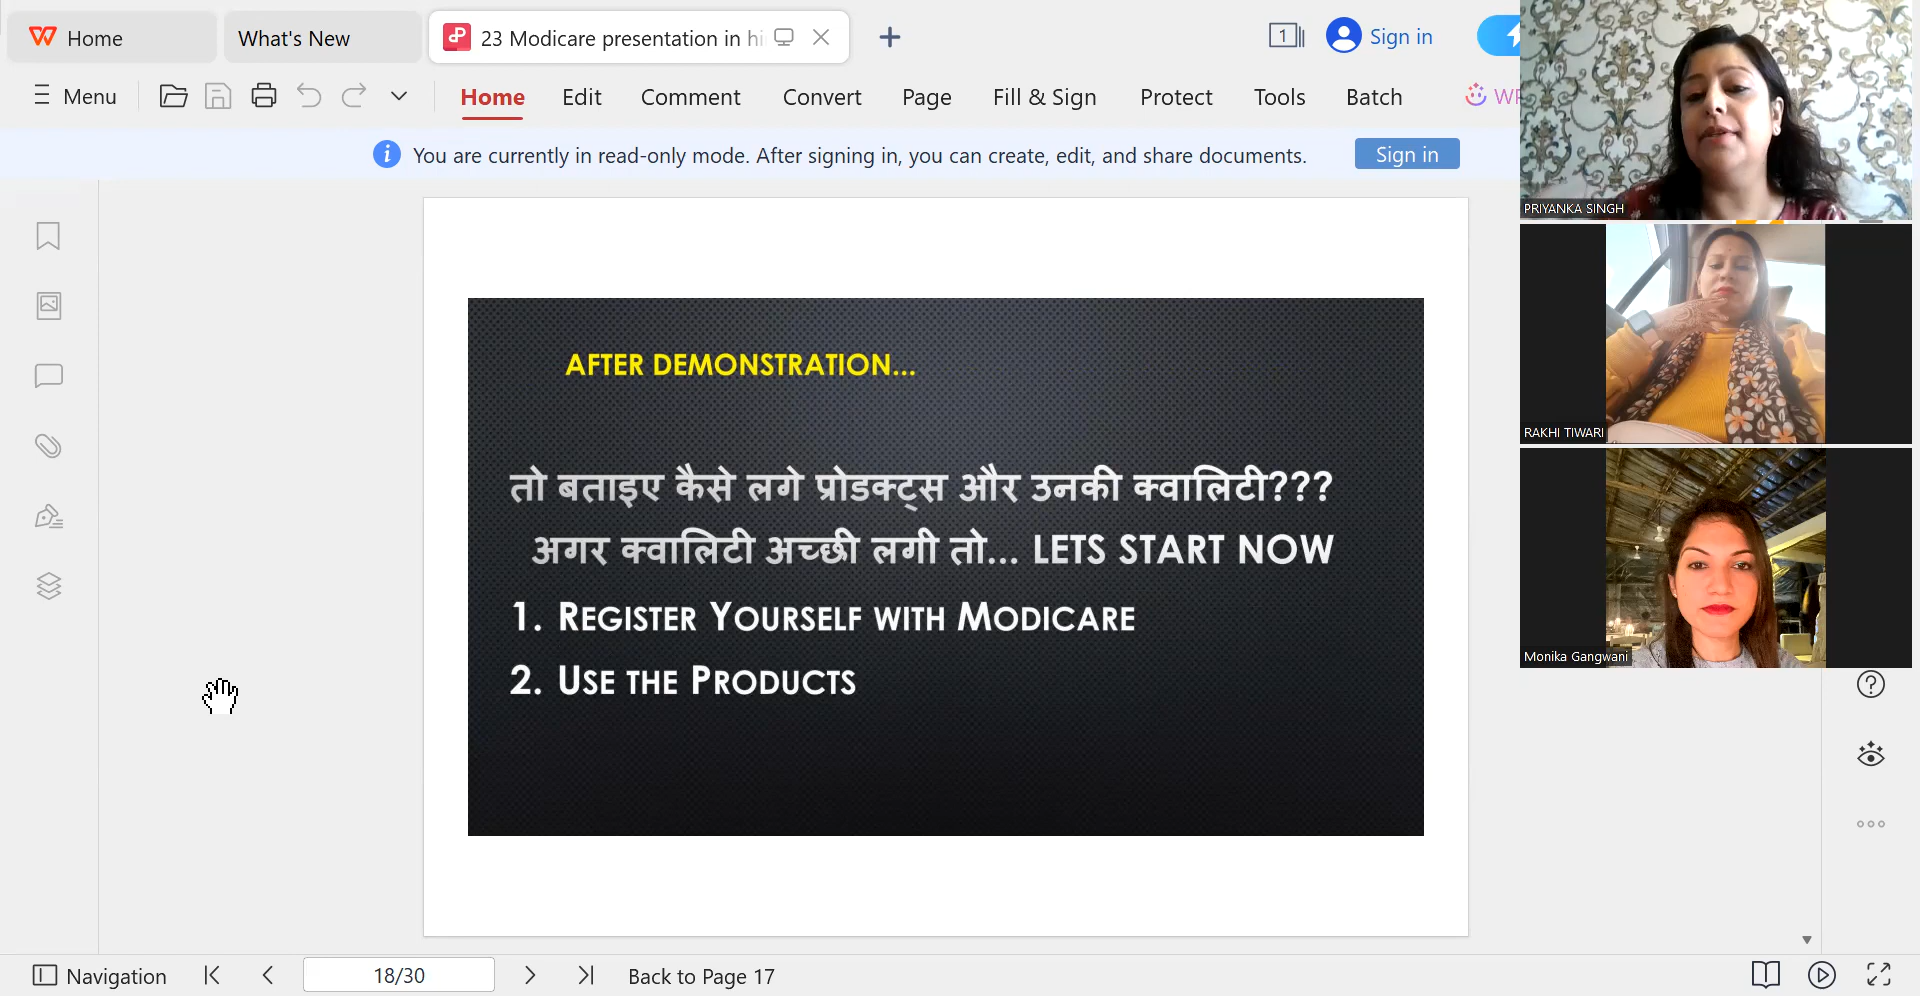 Home
What's New
23 Modicare presentation in hi
1
Sign in
Menu
Home
Edit
Comment
Convert
Page
Fill & Sign
Protect
Tools
Batch
You are currently in read-only mode. After signing in, you can create, edit, and share documents.
Sign in
PRIYANKA SINGH
RAKHI TIWARI
Monika Gangwani
AFTER DEMONSTRATION...
तो बताइए कैसे लगे प्रोडक्ट्स और उनकी क्वालिटी???
अगर क्वालिटी अच्छी लगी तो... LETS START NOW
1. REGISTER YOURSELF WITH MODICARE
2. USE THE PRODUCTS
Navigation
18/30
Back to Page 17